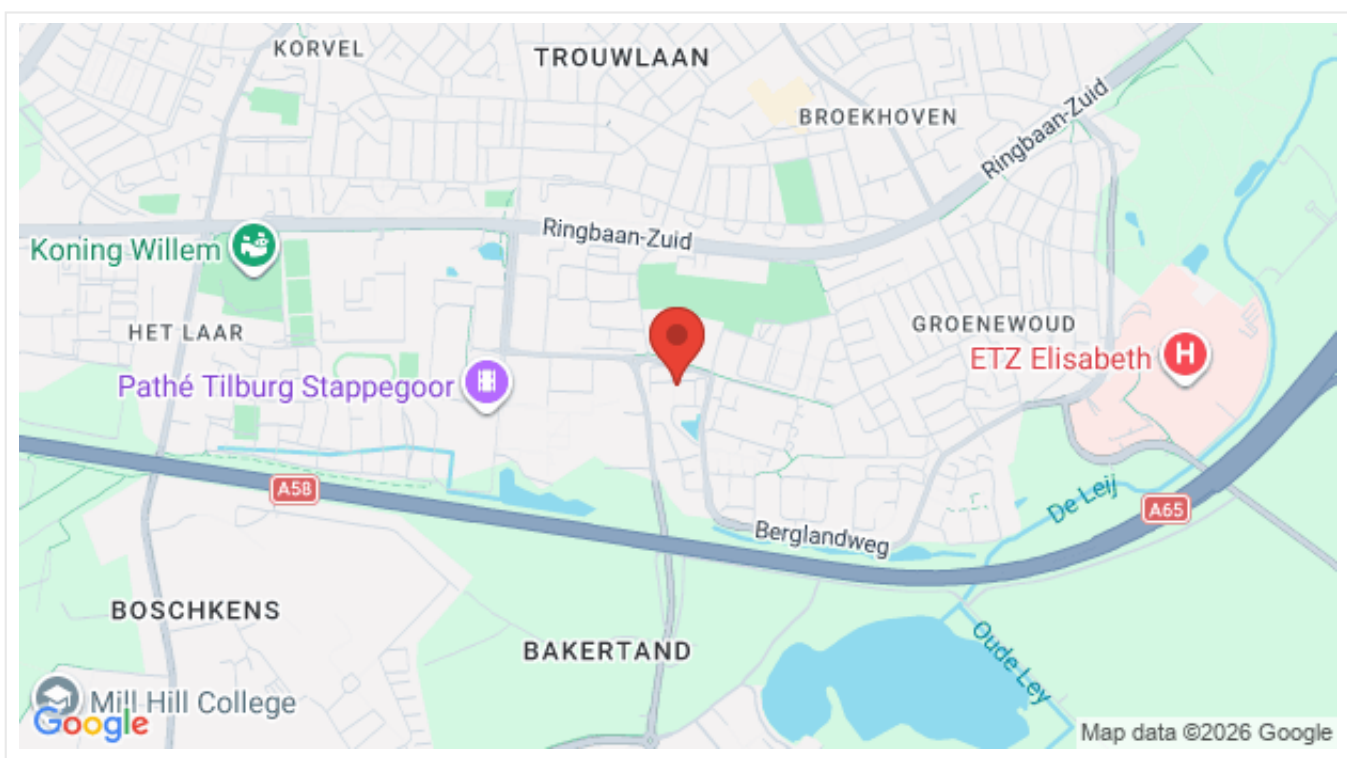 KORVEL
TROUWLAAN
BROEKHOVEN
Ringbaan-Zuid
Ringbaan-Zuid
Koning Willem
HET LAAR
GROENEWOUD
ETZ Elisabeth
H
Pathé Tilburg Stappegoor
A58
De Leij
A65
Berglandweg
BOSCHKENS
BAKERTAND
Oude Ley
Mill Hill College
Google
Map data ©2026 Google